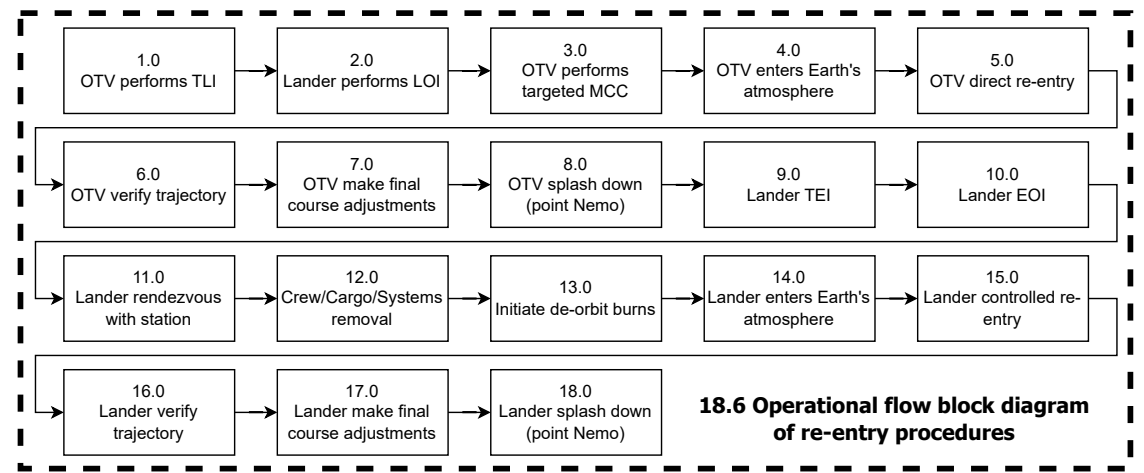 1.0
OTV performs TLI
2.0
Lander performs LOI
3.0
OTV performs
targeted MCC
4.0
OTV enters Earth's
atmosphere
5.0
OTV direct re-entry
6.0
OTV verify trajectory
7.0
OTV make final
course adjustments
8.0
OTV splash down
(point Nemo)
9.0
Lander TEI
10.0
Lander EOI
11.0
Lander rendezvous
with station
12.0
Crew/Cargo/Systems
removal
13.0
Initiate de-orbit burns
14.0
Lander enters Earth's
atmosphere
15.0
Lander controlled re-
entry
16.0
Lander verify
trajectory
17.0
Lander make final
course adjustments
18.0
Lander splash down
(point Nemo)
18.6 Operational flow block diagram
of re-entry procedures